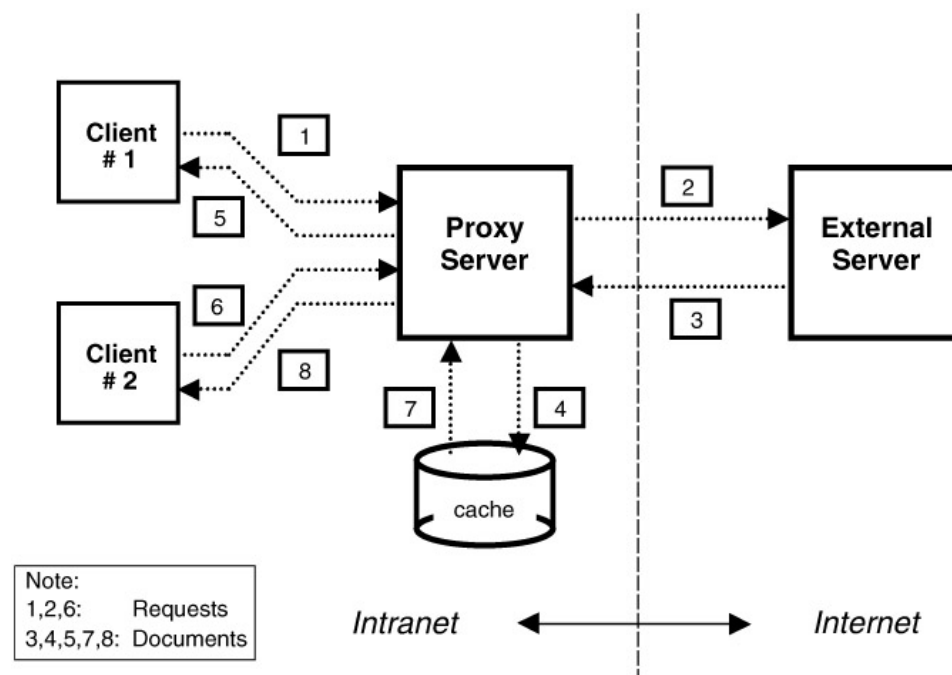 Client
# 1
1
5
Proxy
Server
2
3
External
Server
Client
# 2
6
8
7
4
cache
Note:
1,2,6: Requests
3,4,5,7,8: Documents
Intranet
Internet